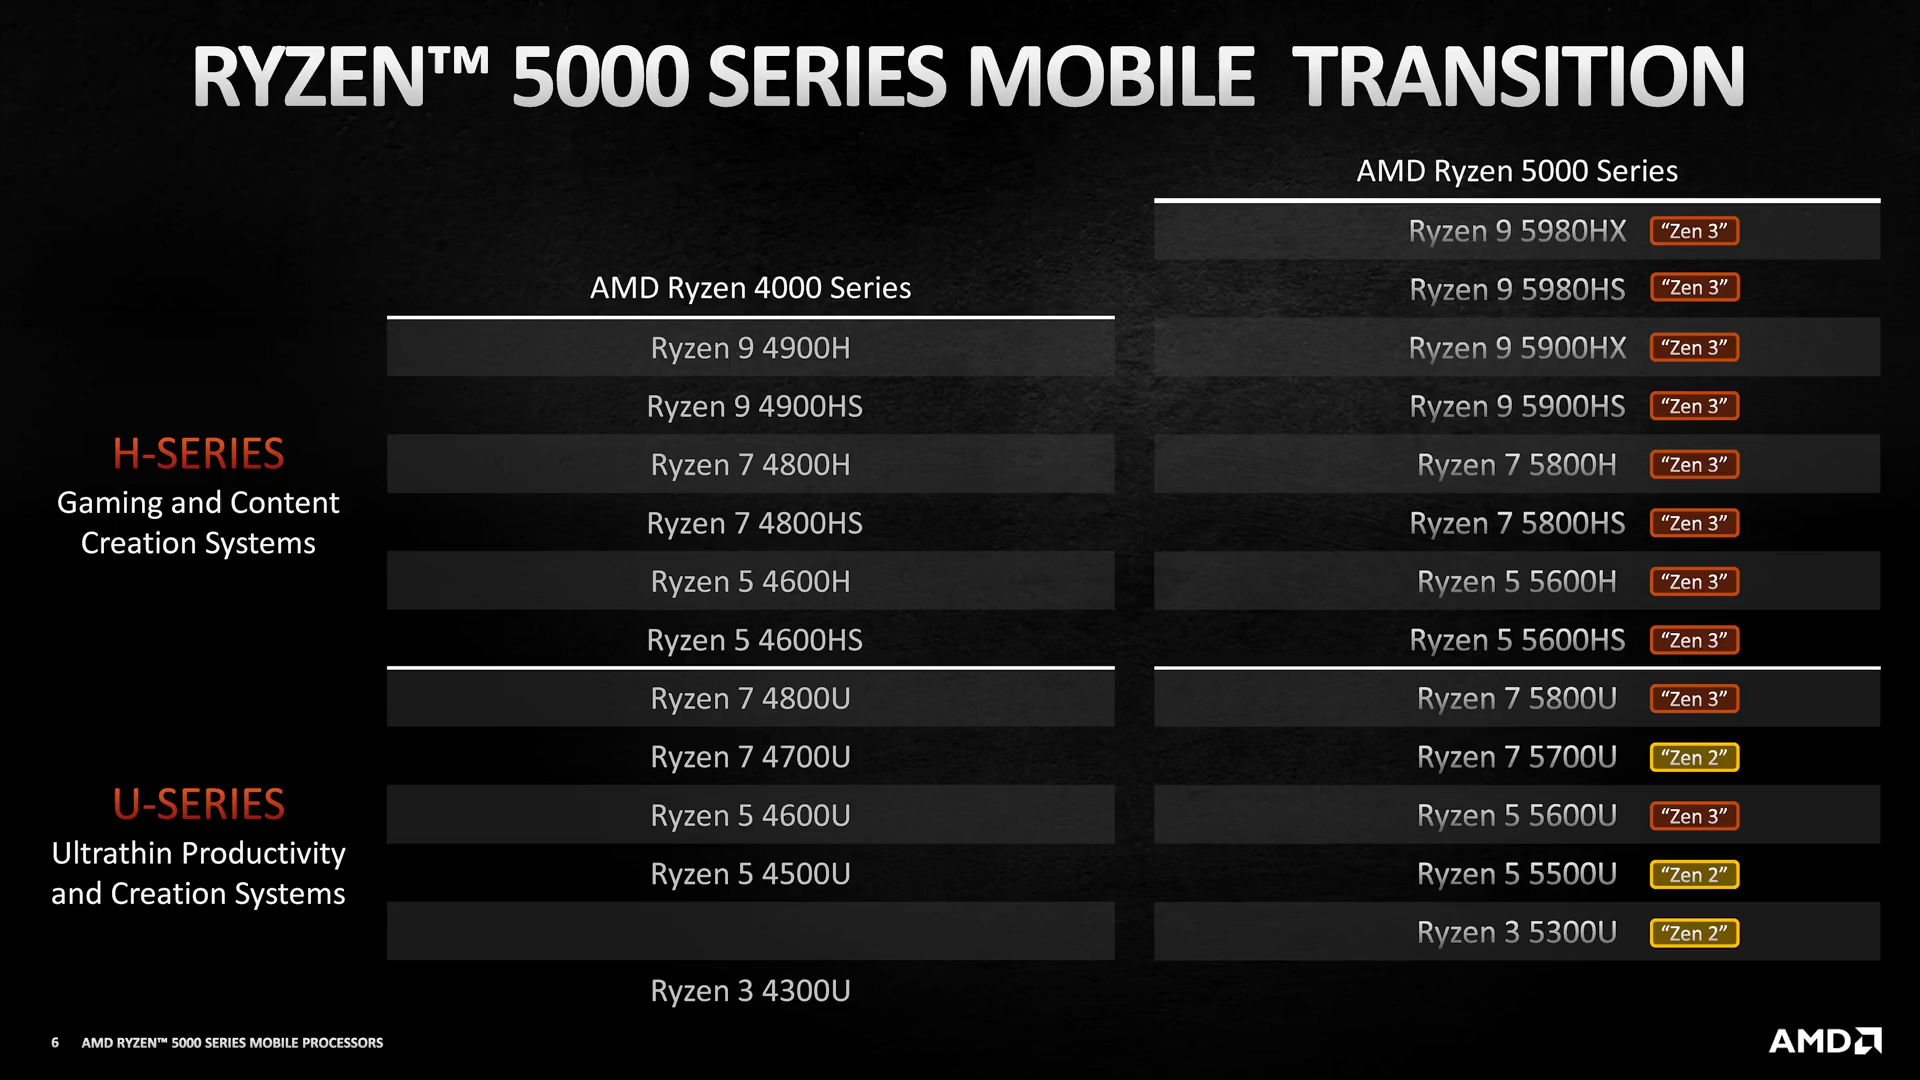 RYZEN™ 5000 SERIES MOBILE TRANSITION
AMD Ryzen 5000 Series
Ryzen 9 5980HX “Zen 3”
AMD Ryzen 4000 Series
Ryzen 9 5980HS “Zen 3”
Ryzen 9 4900H
Ryzen 9 5900HX “Zen 3”
Ryzen 9 4900HS
Ryzen 9 5900HS “Zen 3”
H-SERIES
Gaming and Content
Creation Systems
Ryzen 7 4800H
Ryzen 7 5800H “Zen 3”
Ryzen 7 4800HS
Ryzen 7 5800HS “Zen 3”
Ryzen 5 4600H
Ryzen 5 5600H “Zen 3”
Ryzen 5 4600HS
Ryzen 5 5600HS “Zen 3”
Ryzen 7 4800U
Ryzen 7 5800U “Zen 3”
Ryzen 7 4700U
Ryzen 7 5700U “Zen 2”
U-SERIES
Ultrathin Productivity
and Creation Systems
Ryzen 5 4600U
Ryzen 5 5600U “Zen 3”
Ryzen 5 4500U
Ryzen 5 5500U “Zen 2”
Ryzen 3 5300U “Zen 2”
Ryzen 3 4300U
6 AMD RYZEN™ 5000 SERIES MOBILE PROCESSORS
AMD